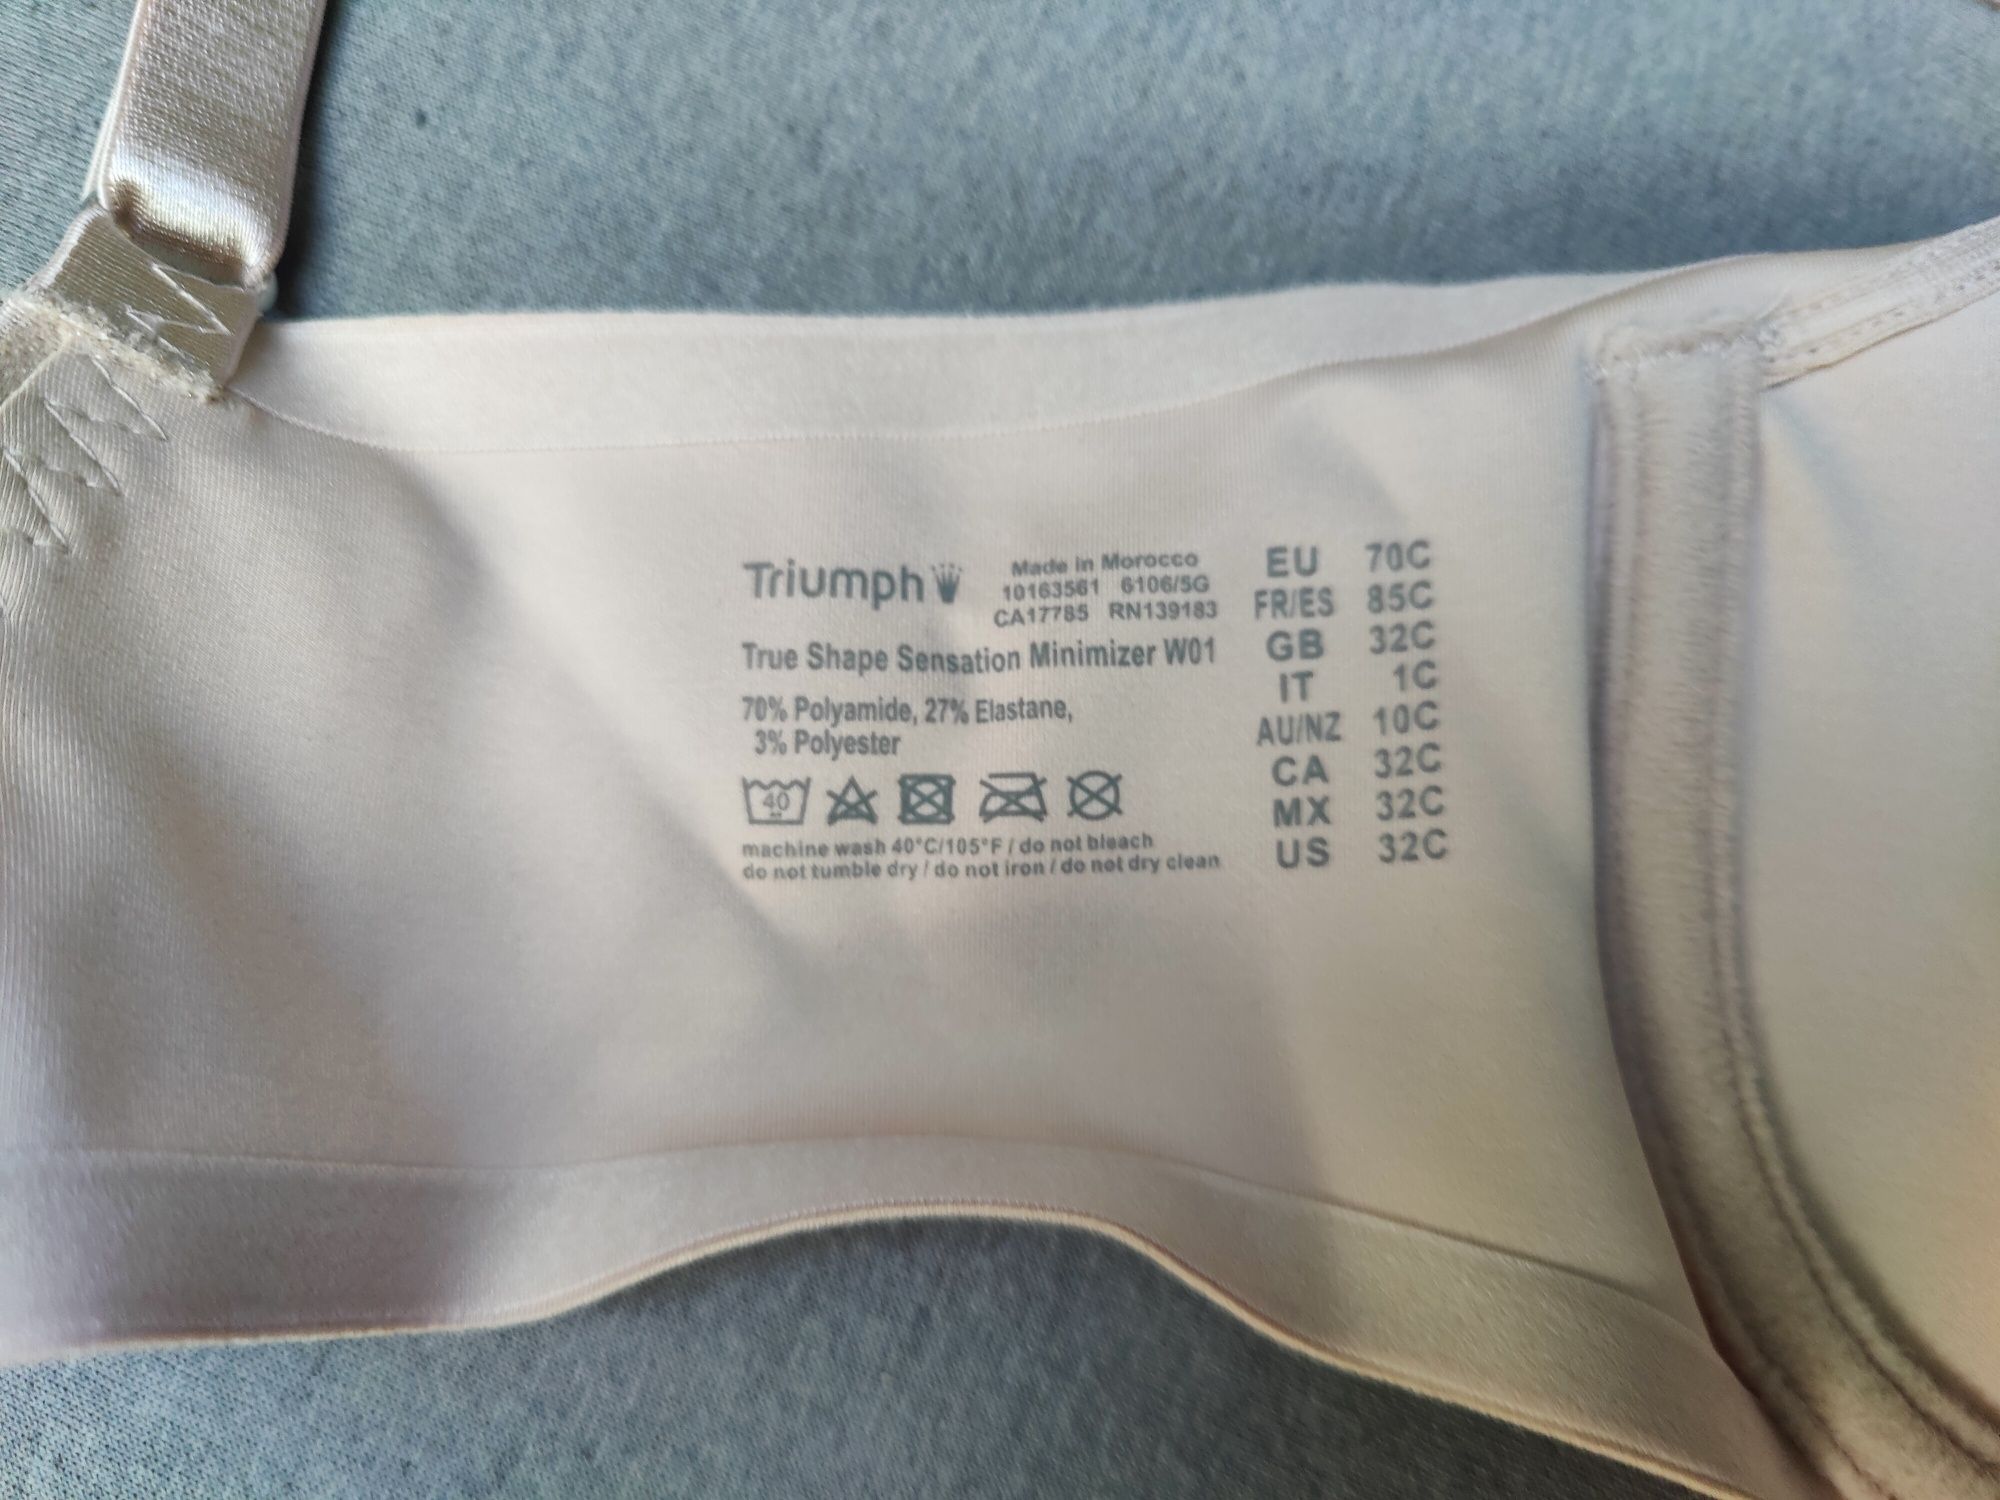 Triumph
Made in Morocco
10163561 6106/5G
CA17785 RN139183
True Shape Sensation Minimizer W01
70% Polyamide, 27% Elastane,
3% Polyester
40
machine wash 40°C/105°F / do not bleach
do not tumble dry / do not iron / do not dry clean
EU 70C
FR/ES 85C
GB 32C
IT 1C
AU/NZ 10C
CA 32C
MX 32C
US 32C